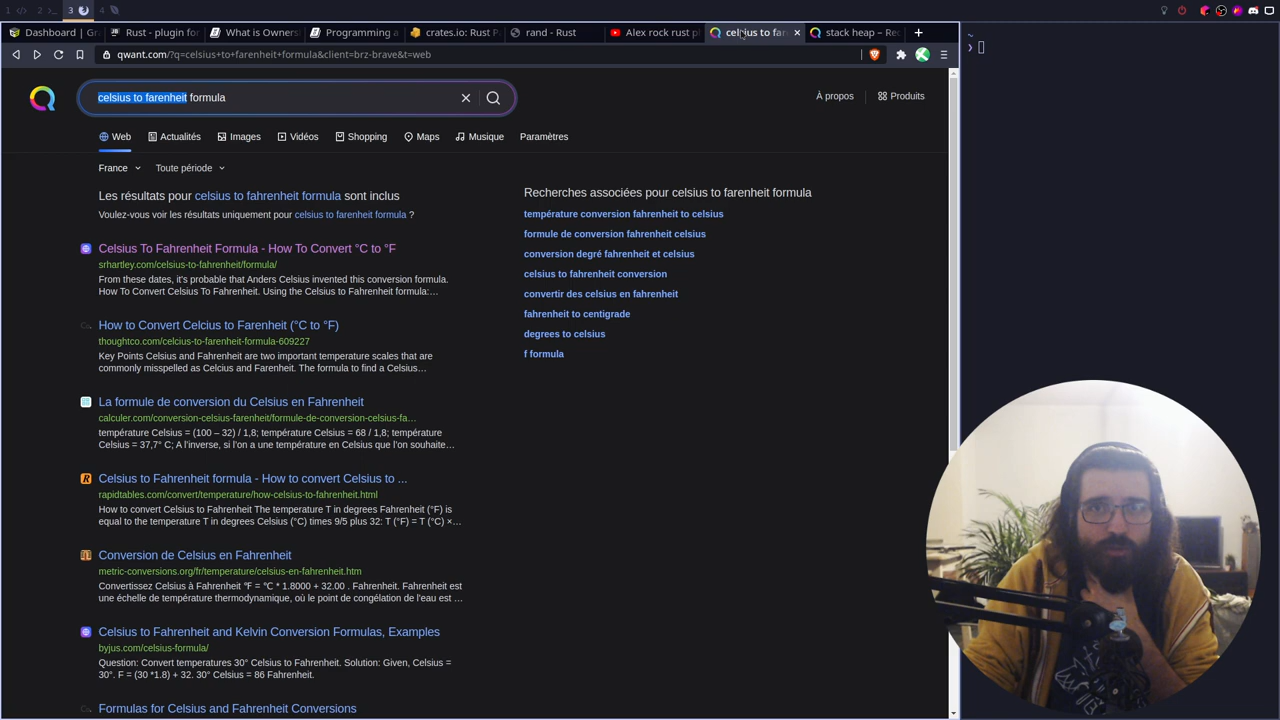 1 </> 2 >_ 3 4
Dashboard | Gra Rust - plugin for What is Owners Programming a crates.io: Rust Pa rand - Rust Alex rock rust pl celsius to far × stack heap – Rec +
qwant.com/?q=celsius+to+farenheit+formula&client=brz-brave&t=web
~
❯
celsius to farenheit formula
À propos
Produits
Web Actualités Images Vidéos Shopping Maps Musique Paramètres
France Toute période
Les résultats pour celsius to fahrenheit formula sont inclus
Voulez-vous voir les résultats uniquement pour celsius to farenheit formula ?
Celsius To Fahrenheit Formula - How To Convert °C to °F
srhartley.com/celsius-to-fahrenheit/formula/
From these dates, it's probable that Anders Celsius invented this conversion formula.
How To Convert Celsius To Fahrenheit. Using the Celsius to Fahrenheit formula:…
How to Convert Celcius to Farenheit (°C to °F)
thoughtco.com/celcius-to-farenheit-formula-609227
Key Points Celsius and Fahrenheit are two important temperature scales that are
commonly misspelled as Celcius and Farenheit. The formula to find a Celsius…
La formule de conversion du Celsius en Fahrenheit
calculer.com/conversion-celsius-farenheit/formule-de-conversion-celsius-fa…
température Celsius = (100 – 32) / 1,8; température Celsius = 68 / 1,8; température
Celsius = 37,7° C; A l'inverse, si l'on a une température en Celsius que l'on souhaite…
Celsius to Fahrenheit formula - How to convert Celsius to ...
rapidtables.com/convert/temperature/how-celsius-to-fahrenheit.html
How to convert Celsius to Fahrenheit The temperature T in degrees Fahrenheit (°F) is
equal to the temperature T in degrees Celsius (°C) times 9/5 plus 32: T (°F) = T (°C) ×…
Conversion de Celsius en Fahrenheit
metric-conversions.org/fr/temperature/celsius-en-fahrenheit.htm
Convertissez Celsius à Fahrenheit °F = °C * 1.8000 + 32.00 . Fahrenheit. Fahrenheit est
une échelle de température thermodynamique, où le point de congélation de l'eau est …
Celsius to Fahrenheit and Kelvin Conversion Formulas, Examples
byjus.com/celsius-formula/
Question: Convert temperatures 30° Celsius to Fahrenheit. Solution: Given, Celsius =
30°. F = (30 *1.8) + 32. 30° Celsius = 86 Fahrenheit.
Formulas for Celsius and Fahrenheit Conversions
Recherches associées pour celsius to farenheit formula
température conversion fahrenheit to celsius
formule de conversion fahrenheit celsius
conversion degré fahrenheit et celsius
celsius to fahrenheit conversion
convertir des celsius en fahrenheit
fahrenheit to centigrade
degrees to celsius
f formula